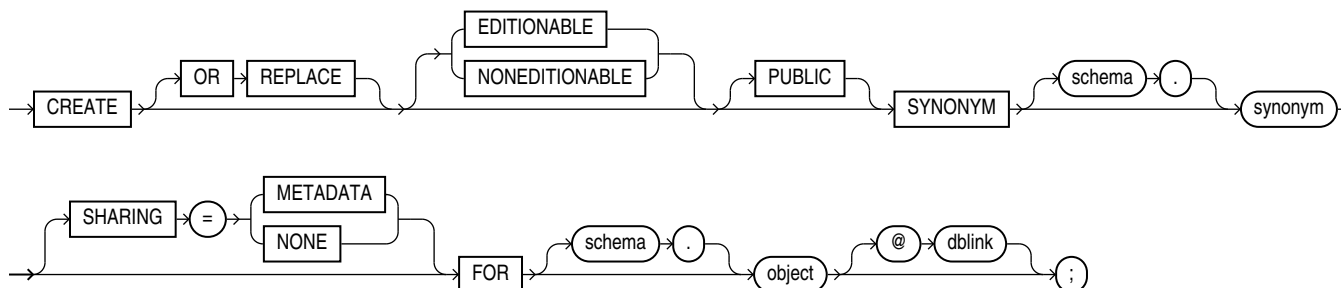 EDITIONABLE
OR REPLACE NONEDITIONABLE PUBLIC schema .
CREATE SYNONYM synonym
METADATA
SHARING = NONE schema . @ dblink
FOR object ;